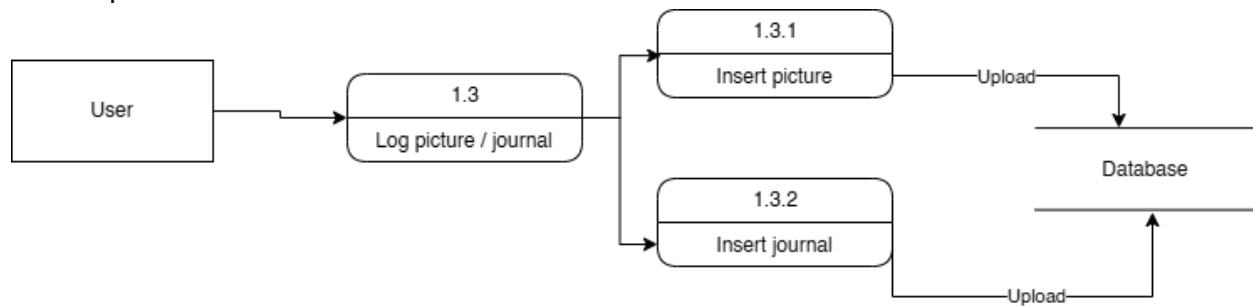 User
1.3
Log picture / journal
1.3.1
Insert picture
Upload
1.3.2
Insert journal
Upload
Database